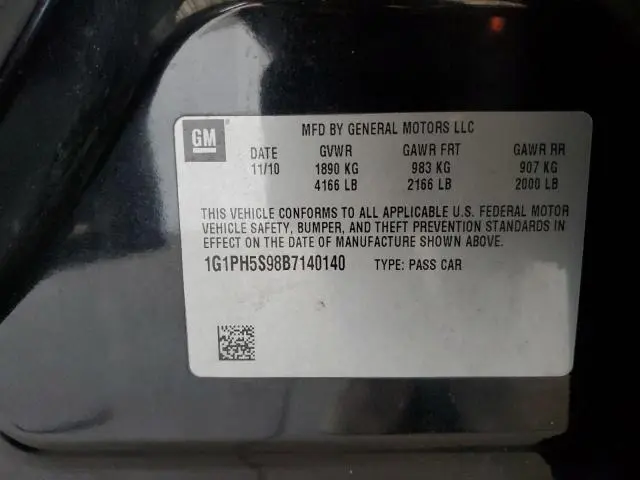 GM
MFD BY GENERAL MOTORS LLC
DATE GVWR GAWR FRT GAWR RR
11/10 1890 KG 983 KG 907 KG
4166 LB 2166 LB 2000 LB
THIS VEHICLE CONFORMS TO ALL APPLICABLE U.S. FEDERAL MOTOR
VEHICLE SAFETY, BUMPER, AND THEFT PREVENTION STANDARDS IN
EFFECT ON THE DATE OF MANUFACTURE SHOWN ABOVE.
1G1PH5S98B7140140 TYPE: PASS CAR